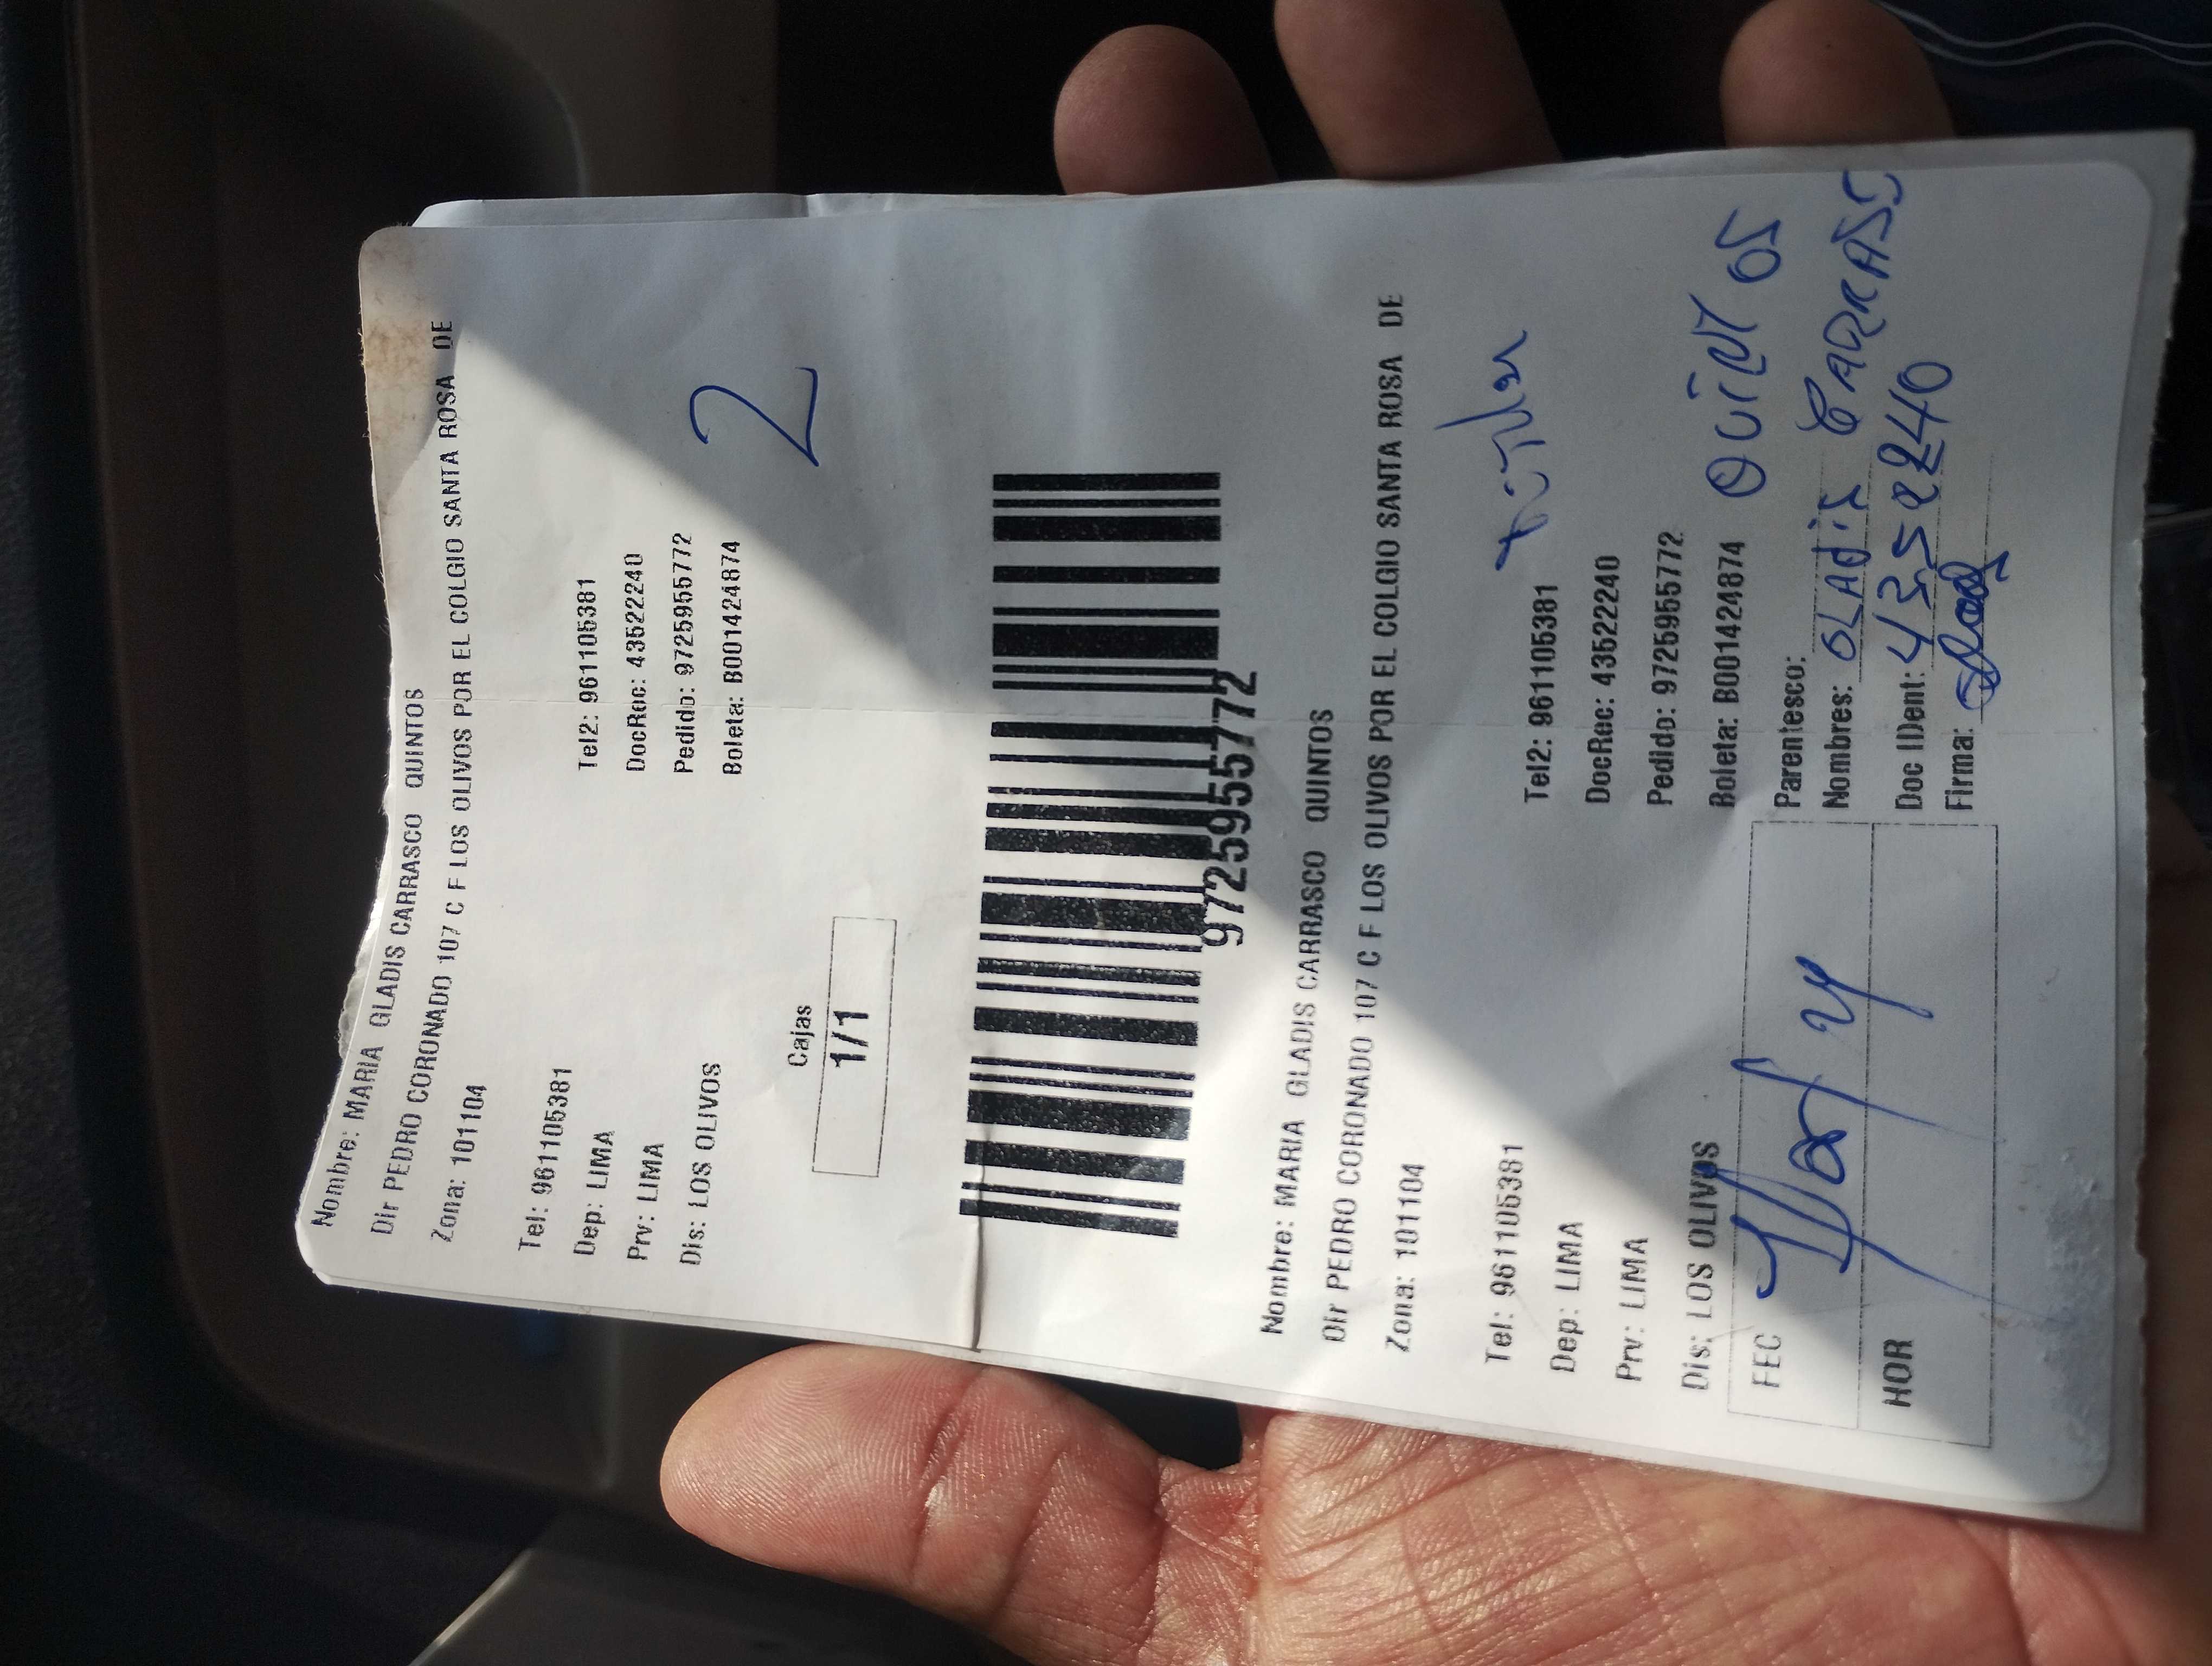 Nombre: MARIA GLADIS CARRASCO QUINTOS
Dir PEDRO CORONADO 107 C F LOS OLIVOS POR EL COLGIO SANTA ROSA DE
Zona: 101104
Tel: 961105381 Tel2: 961105381
Dep: LIMA DocRec: 43522240
Prv: LIMA Pedido: 9725955772
Dis: LOS OLIVOS Boleta: B001424874
2
Cajas
1/1
9725955772
Nombre: MARIA GLADIS CARRASCO QUINTOS
Dir PEDRO CORONADO 107 C F LOS OLIVOS POR EL COLGIO SANTA ROSA DE
Zona: 101104
Tel: 961105381 Tel2: 961105381
Dep: LIMA DocRec: 43522240
Prv: LIMA Pedido: 9725955772
Dis: LOS OLIVOS Boleta: B001424874
FEC Parentesco:
Nombres: GLADIS CARRASC
HOR Doc IDent: 43522240
Firma: